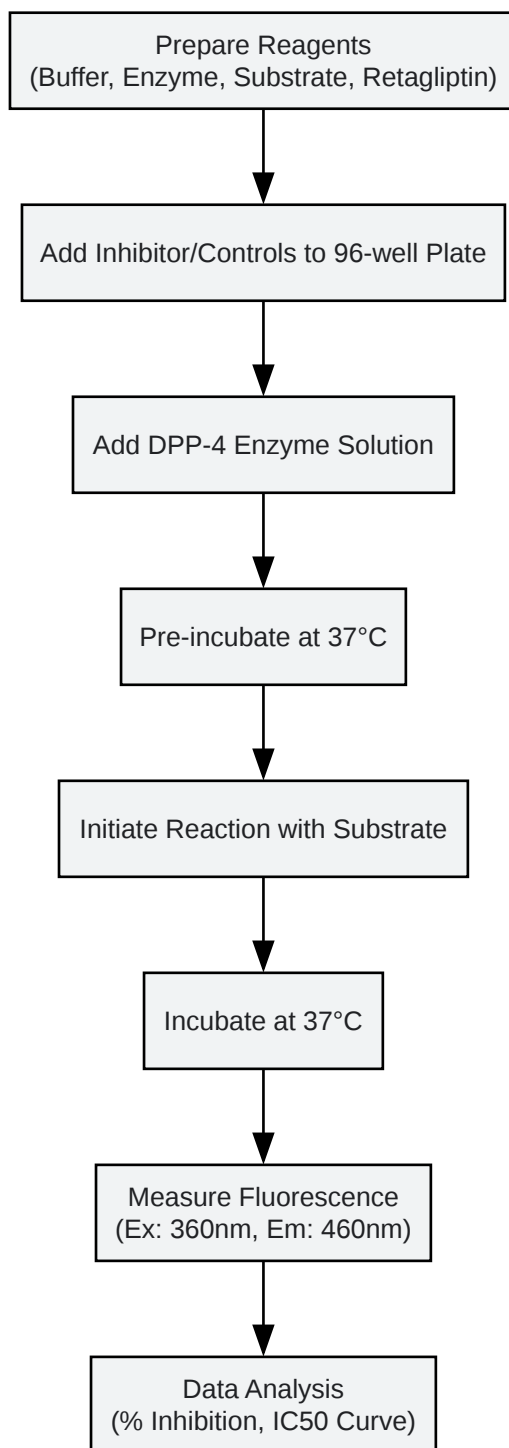 Prepare Reagents
(Buffer, Enzyme, Substrate, Retagliptin)
Add Inhibitor/Controls to 96-well Plate
Add DPP-4 Enzyme Solution
Pre-incubate at 37°C
Initiate Reaction with Substrate
Incubate at 37°C
Measure Fluorescence
(Ex: 360nm, Em: 460nm)
Data Analysis
(% Inhibition, IC50 Curve)